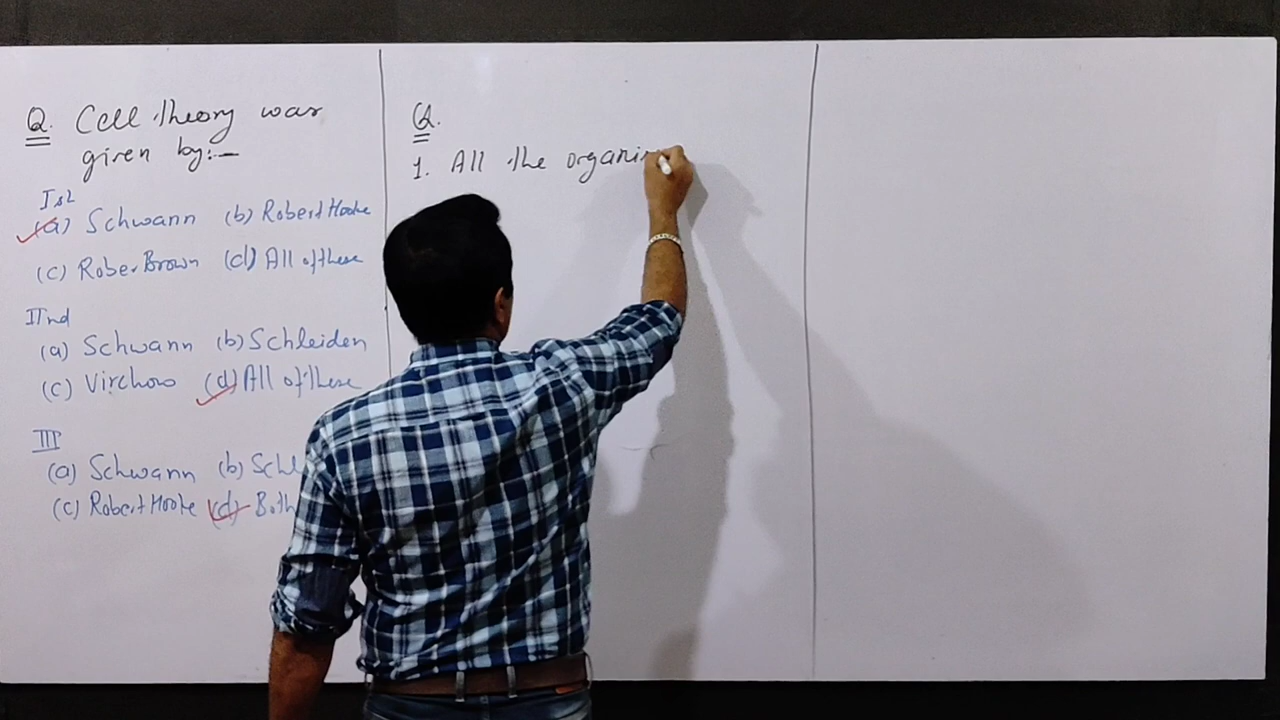 Q. Cell theory was
given by:-
Ist
(a) Schwann (b) Robert Hooke
(c) Rober Brown (d) All of these
IInd
(a) Schwann (b) Schleiden
(c) Virchow (d) All of these
III
(a) Schwann (b) Schl
(c) Robert Hooke (d) Both
Q.
1. All the organi